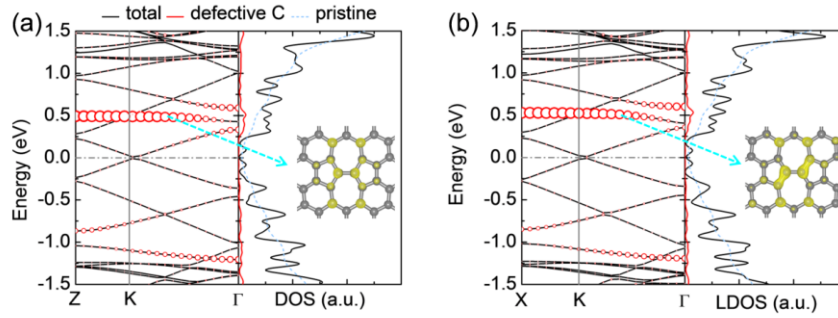 — total — defective C ---- pristine
(a)
1.5
1.0
0.5
0.0
-0.5
-1.0
-1.5
Energy (eV)
Z K Γ DOS (a.u.)
(b)
1.5
1.0
0.5
0.0
-0.5
-1.0
-1.5
Energy (eV)
X K Γ LDOS (a.u.)